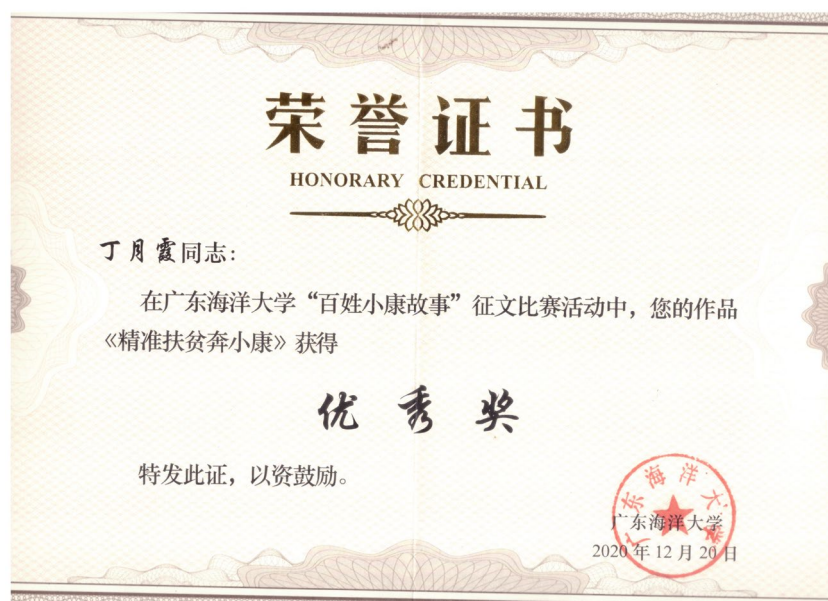 荣誉证书
HONORARY CREDENTIAL
丁月霞同志：
在广东海洋大学“百姓小康故事”征文比赛活动中，您的作品
《精准扶贫奔小康》获得
优秀奖
特发此证，以资鼓励。
广东海洋大学
广东海洋大学
2020年12月20日